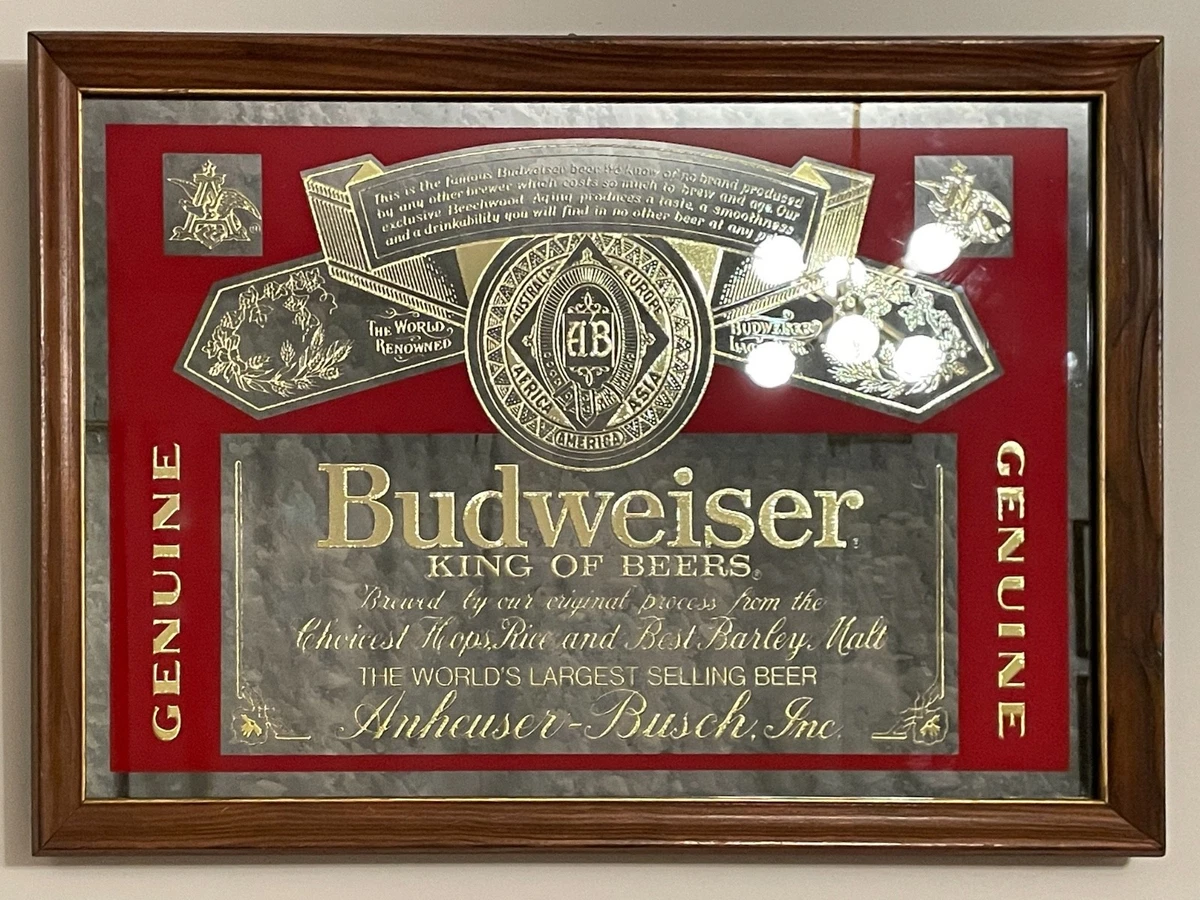 This is the famous Budweiser beer. We know of no brand produced
by any other brewer which costs so much to brew and age. Our
exclusive Beechwood Aging produces a taste, a smoothness
and a drinkability you will find in no other beer at any
THE WORLD
RENOWNED
BUDWEISER
AUSTRALIA
EUROPE
AB
AFRICA
ASIA
AMERICA
GENUINE
GENUINE
Budweiser®
KING OF BEERS®
Brewed by our original process from the
Choicest Hops, Rice and Best Barley Malt
THE WORLD'S LARGEST SELLING BEER
Anheuser-Busch, Inc.